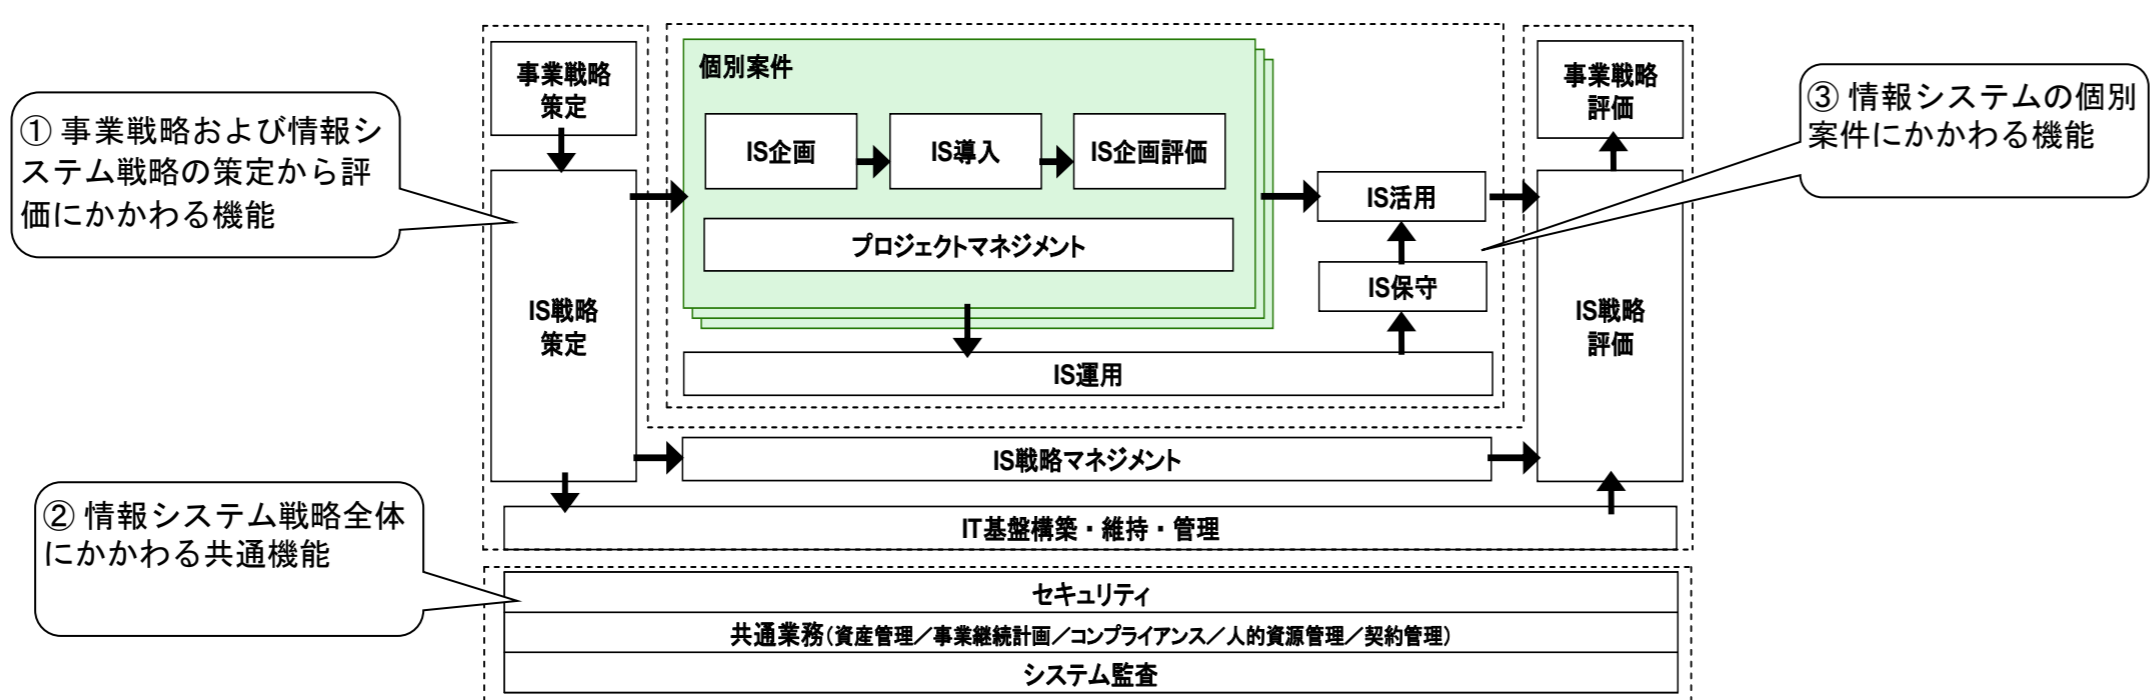 ① 事業戦略および情報シ
ステム戦略の策定から評
価にかかわる機能
② 情報システム戦略全体
にかかわる共通機能
事業戦略
策定
IS戦略
策定
個別案件
IS企画
IS導入
IS企画評価
プロジェクトマネジメント
IS活用
IS保守
IS運用
IS戦略マネジメント
IT基盤構築・維持・管理
セキュリティ
共通業務(資産管理／事業継続計画／コンプライアンス／人的資源管理／契約管理)
システム監査
事業戦略
評価
IS戦略
評価
③ 情報システムの個別
案件にかかわる機能